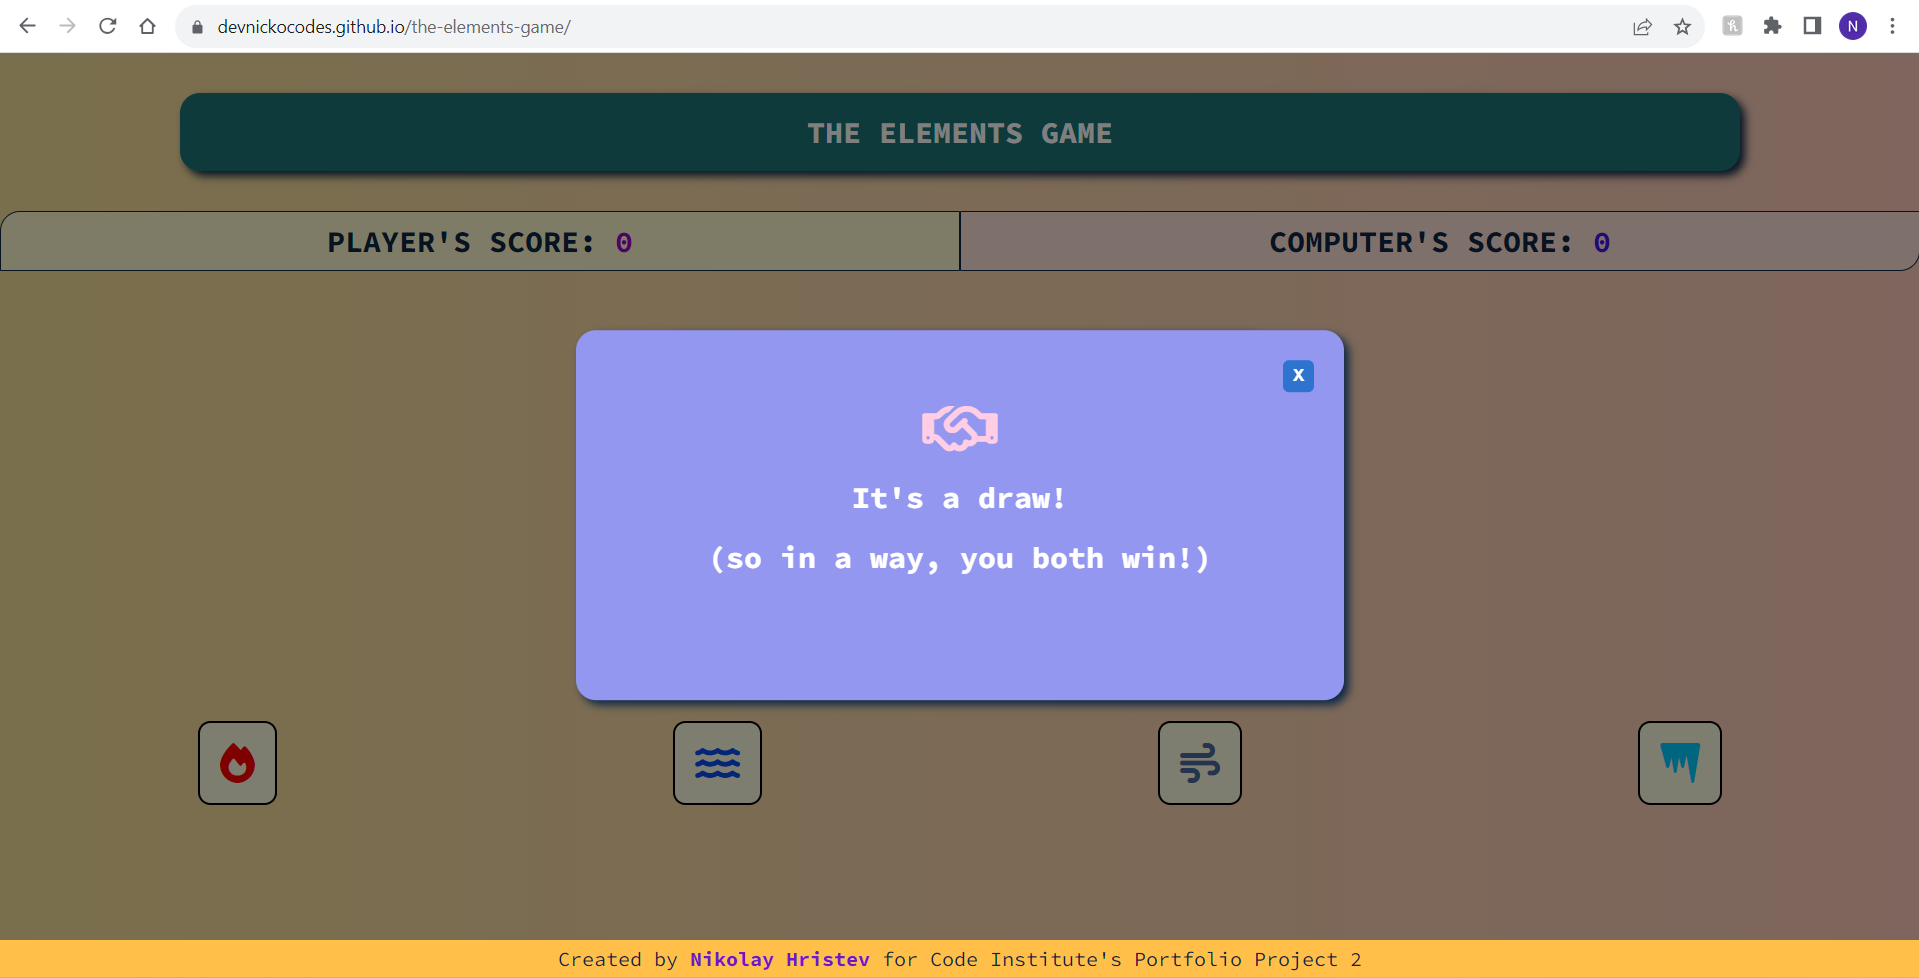 devnickocodes.github.io/the-elements-game/
N
THE ELEMENTS GAME
PLAYER'S SCORE: 0
COMPUTER'S SCORE: 0
X
It's a draw!
(so in a way, you both win!)
Created by Nikolay Hristev for Code Institute's Portfolio Project 2